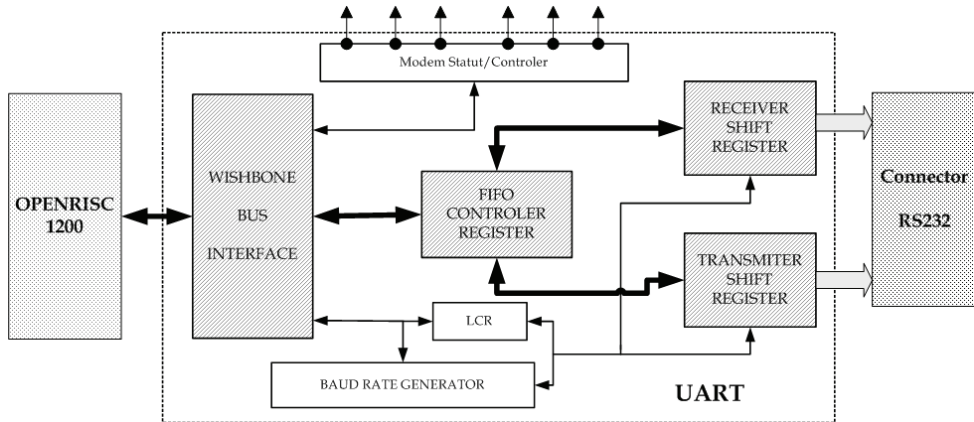 Modem Statut/Controler
OPENRISC
1200
WISHBONE
BUS
INTERFACE
FIFO
CONTROLER
REGISTER
RECEIVER
SHIFT
REGISTER
TRANSMITER
SHIFT
REGISTER
Connector
RS232
LCR
BAUD RATE GENERATOR
UART